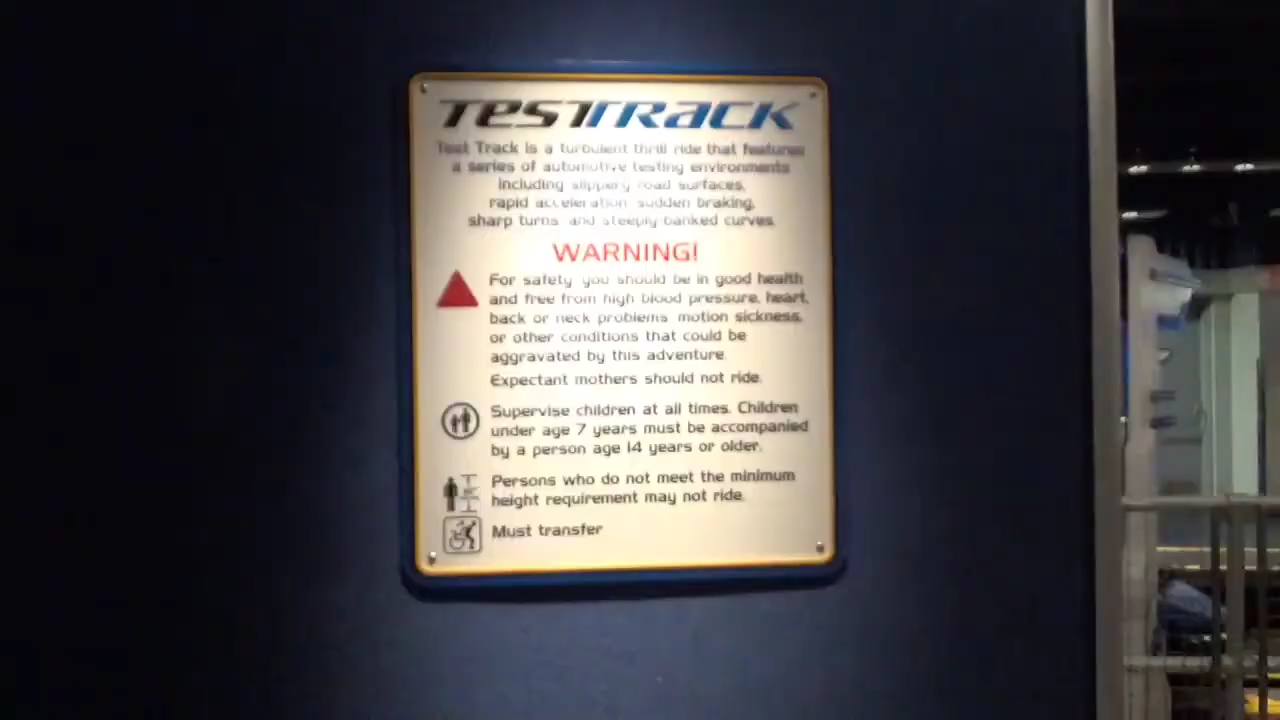 TESTTRACK
Test Track is a turbulent thrill ride that features
a series of automotive testing environments
including slippery road surfaces,
rapid acceleration, sudden braking,
sharp turns, and steeply-banked curves.
WARNING!
For safety, you should be in good health
and free from high blood pressure, heart,
back or neck problems, motion sickness,
or other conditions that could be
aggravated by this adventure.
Expectant mothers should not ride.
Supervise children at all times. Children
under age 7 years must be accompanied
by a person age 14 years or older.
Persons who do not meet the minimum
height requirement may not ride.
Must transfer